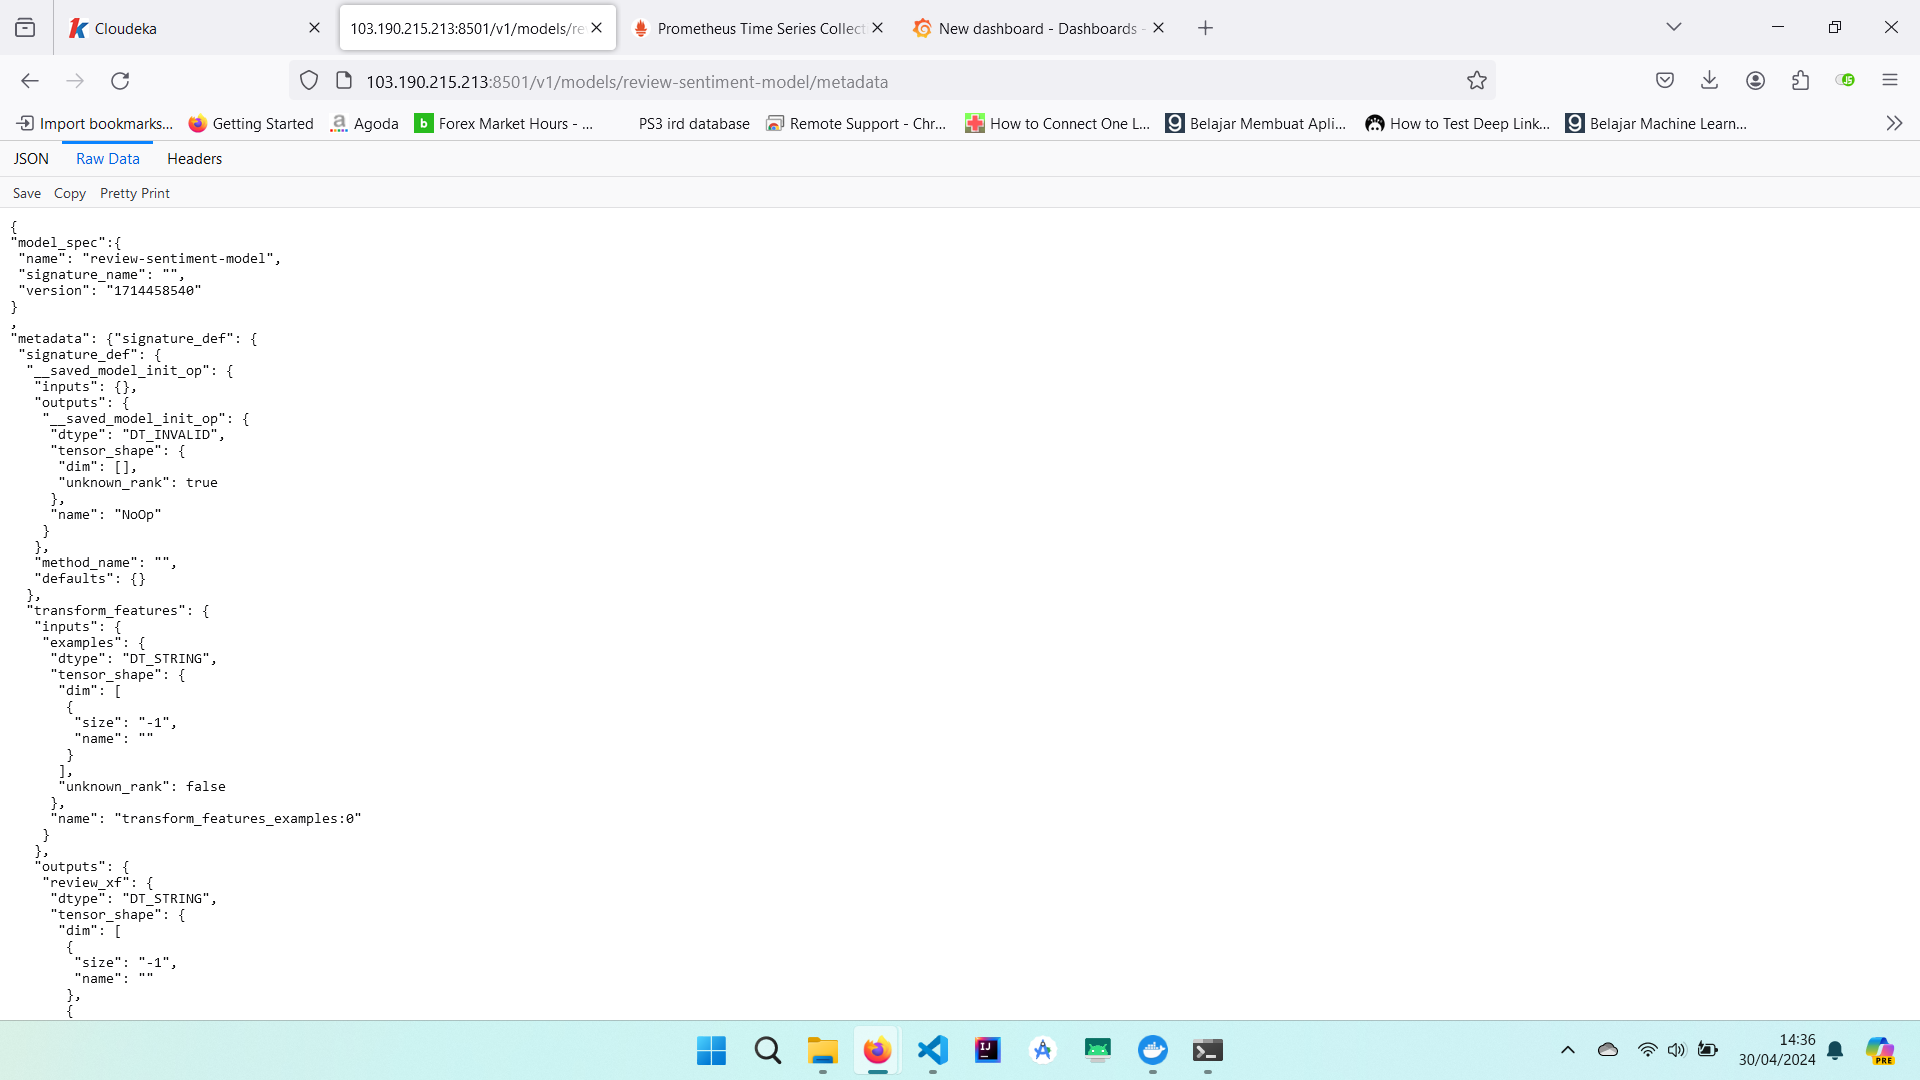 Cloudeka
103.190.215.213:8501/v1/models/re
Prometheus Time Series Collect
New dashboard - Dashboards -
103.190.215.213:8501/v1/models/review-sentiment-model/metadata
Import bookmarks...
Getting Started
Agoda
Forex Market Hours - ...
PS3 ird database
Remote Support - Chr...
How to Connect One L...
Belajar Membuat Apli...
How to Test Deep Link...
Belajar Machine Learn...
JSON
Raw Data
Headers
Save
Copy
Pretty Print
{
"model_spec":{
"name": "review-sentiment-model",
"signature_name": "",
"version": "1714458540"
}
,
"metadata": {"signature_def": {
"signature_def": {
"__saved_model_init_op": {
"inputs": {},
"outputs": {
"__saved_model_init_op": {
"dtype": "DT_INVALID",
"tensor_shape": {
"dim": [],
"unknown_rank": true
},
"name": "NoOp"
}
},
"method_name": "",
"defaults": {}
},
"transform_features": {
"inputs": {
"examples": {
"dtype": "DT_STRING",
"tensor_shape": {
"dim": [
{
"size": "-1",
"name": ""
}
],
"unknown_rank": false
},
"name": "transform_features_examples:0"
}
},
"outputs": {
"review_xf": {
"dtype": "DT_STRING",
"tensor_shape": {
"dim": [
{
"size": "-1",
"name": ""
},
{
14:36
30/04/2024
PRE